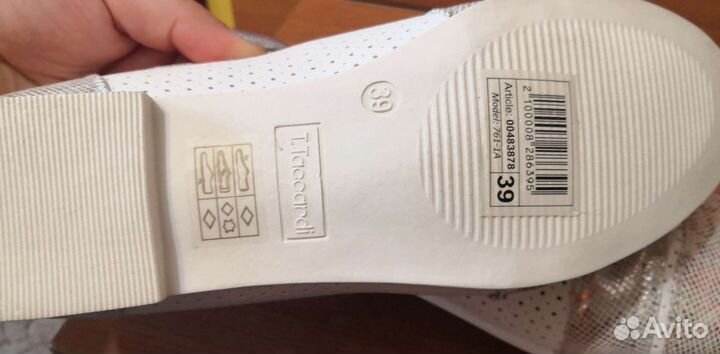 39
T.Taccardi
Article: 00483878
Model: 761-1A
39
2 100008 286395
Avito